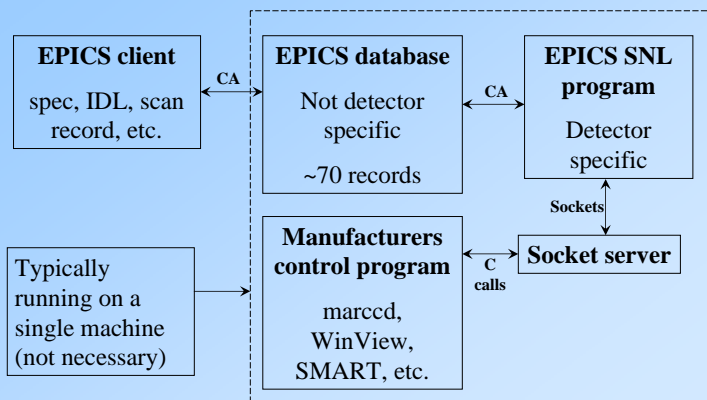 EPICS client
spec, IDL, scan
record, etc.
CA
EPICS database
Not detector
specific
~70 records
CA
EPICS SNL
program
Detector
specific
Sockets
Socket server
C
calls
Manufacturers
control program
marccd,
WinView,
SMART, etc.
Typically
running on a
single machine
(not necessary)